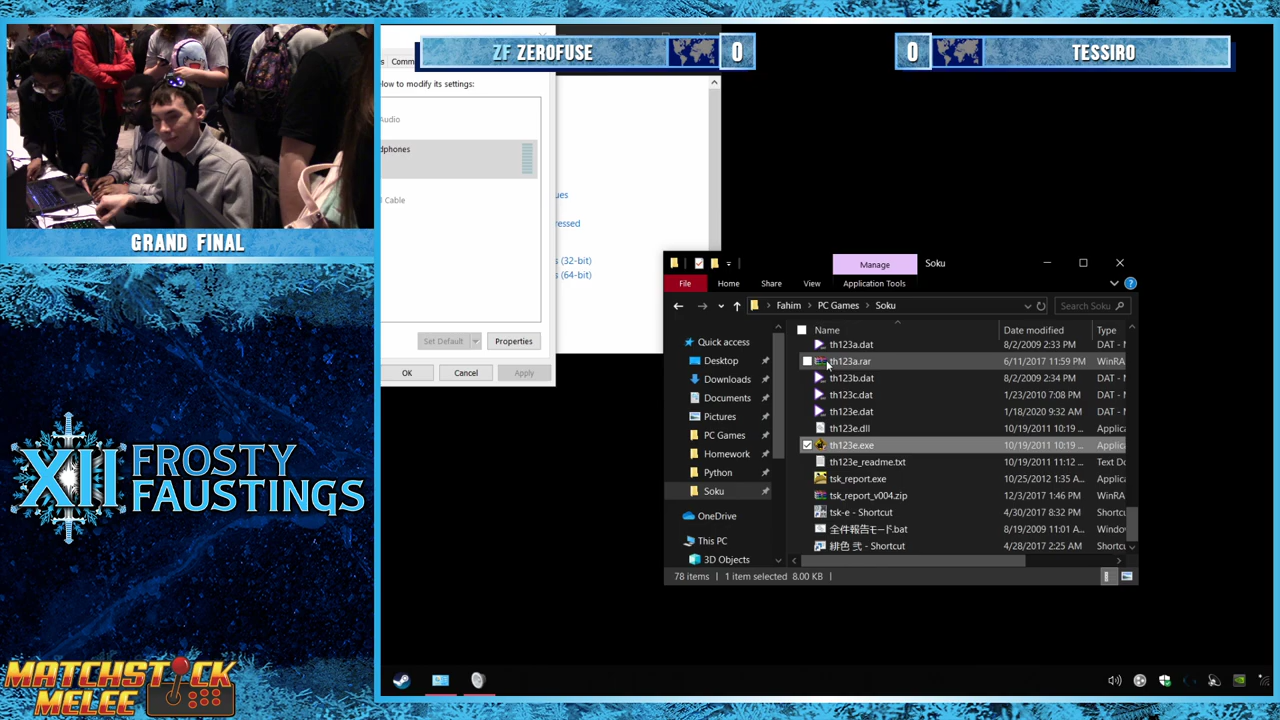 ZF ZEROFUSE
0
0
TESSIRO
Comm
low to modify its settings:
Audio
dphones
l Cable
Set Default
Properties
OK
Cancel
Apply
ues
pressed
s (32-bit)
s (64-bit)
GRAND FINAL
XII FROSTY
FAUSTINGS
MATCHSTICK
MELEE
Manage
Soku
File
Home
Share
View
Application Tools
Fahim > PC Games > Soku
Search Soku
Name
Date modified
Type
Quick access
Desktop
Downloads
Documents
Pictures
PC Games
Homework
Python
Soku
OneDrive
This PC
3D Objects
th123a.dat 8/2/2009 2:33 PM DAT - M
th123a.rar 6/11/2017 11:59 PM WinRA
th123b.dat 8/2/2009 2:34 PM DAT - M
th123c.dat 1/23/2010 7:08 PM DAT - M
th123e.dat 1/18/2020 9:32 AM DAT - M
th123e.dll 10/19/2011 10:19 ... Applica
th123e.exe 10/19/2011 10:19 ... Applica
th123e_readme.txt 10/19/2011 11:12 ... Text Do
tsk_report.exe 10/25/2012 1:35 A... Applica
tsk_report_v004.zip 12/3/2017 1:46 PM WinRA
tsk-e - Shortcut 4/30/2017 8:32 PM Shortcu
全件報告モード.bat 8/19/2009 11:01 A... Window
緋色 弐 - Shortcut 4/28/2017 2:25 AM Shortcu
78 items 1 item selected 8.00 KB